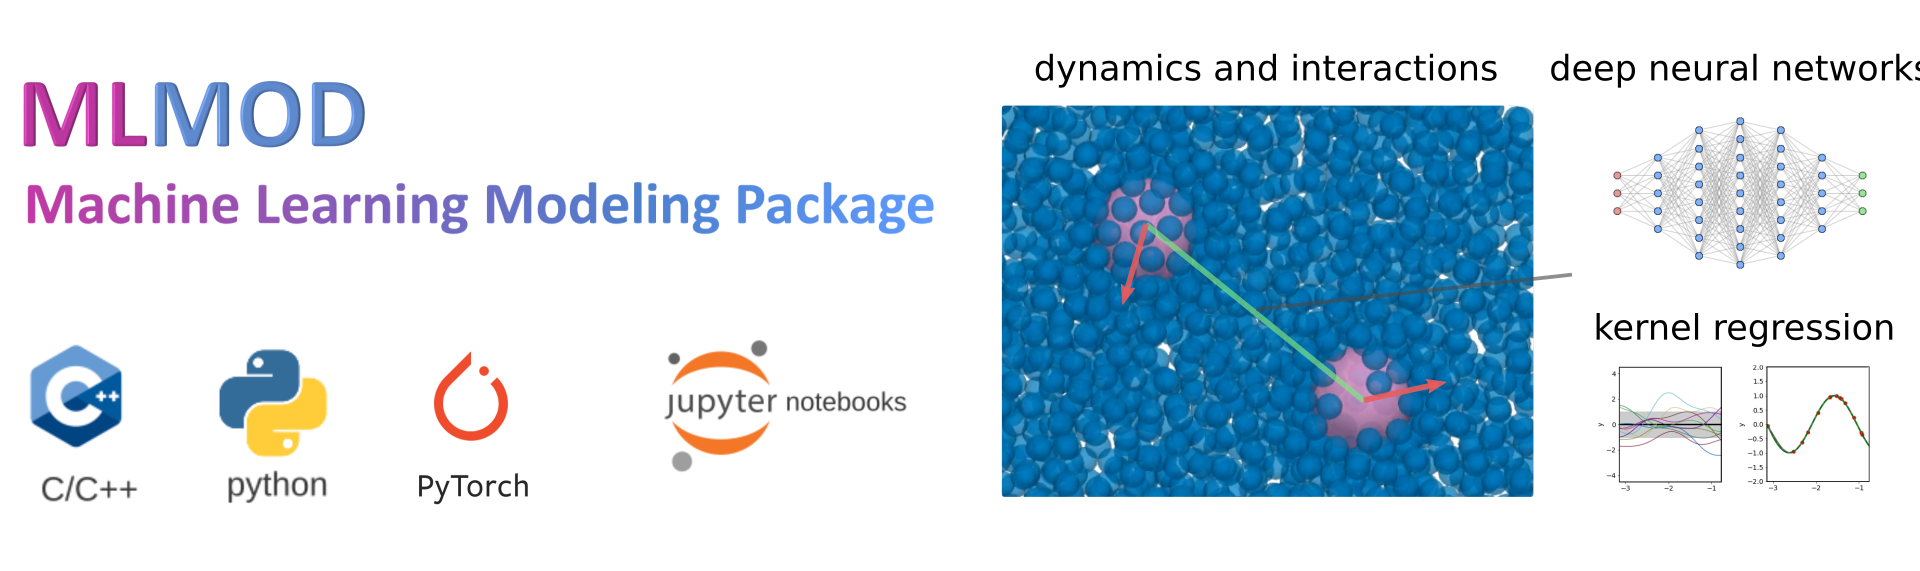 MLMOD
Machine Learning Modeling Package
C++
C/C++
python
PyTorch
jupyter notebooks
dynamics and interactions
deep neural networks
kernel regression
4
2
0
−2
−4
y
−3 −2 −1
2.0
1.5
1.0
0.5
0.0
−0.5
−1.0
−1.5
−2.0
y
−3 −2 −1